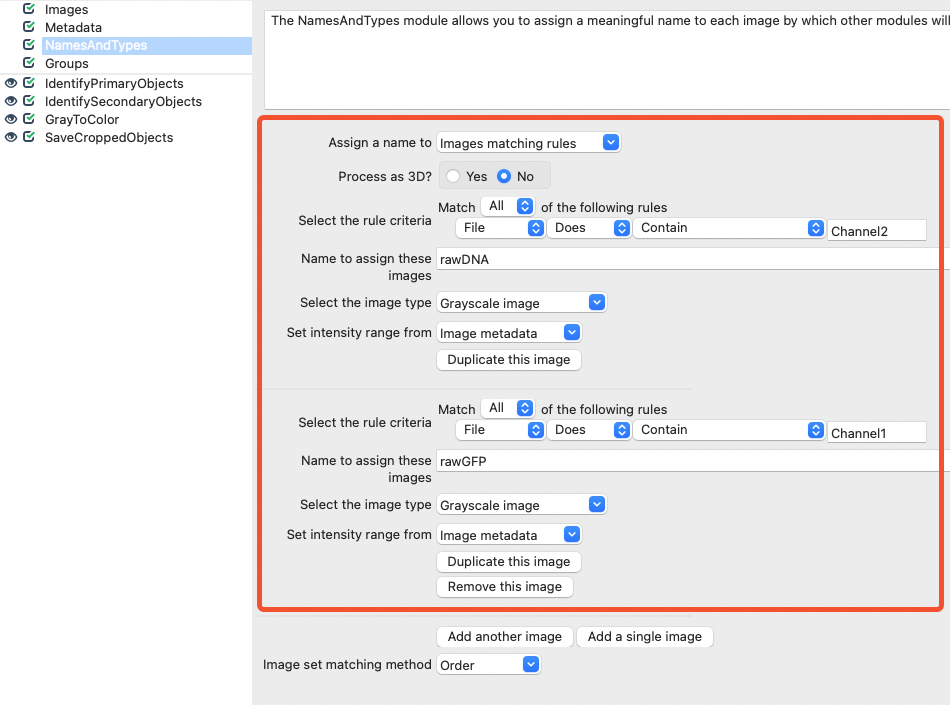 Images
Metadata
NamesAndTypes
Groups
IdentifyPrimaryObjects
IdentifySecondaryObjects
GrayToColor
SaveCroppedObjects
The NamesAndTypes module allows you to assign a meaningful name to each image by which other modules will
Assign a name to Images matching rules
Process as 3D? Yes No
Match All of the following rules
Select the rule criteria
File Does Contain Channel2
Name to assign these images rawDNA
Select the image type Grayscale image
Set intensity range from Image metadata
Duplicate this image
Match All of the following rules
Select the rule criteria
File Does Contain Channel1
Name to assign these images rawGFP
Select the image type Grayscale image
Set intensity range from Image metadata
Duplicate this image
Remove this image
Add another image Add a single image
Image set matching method Order